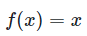 f(x) = x